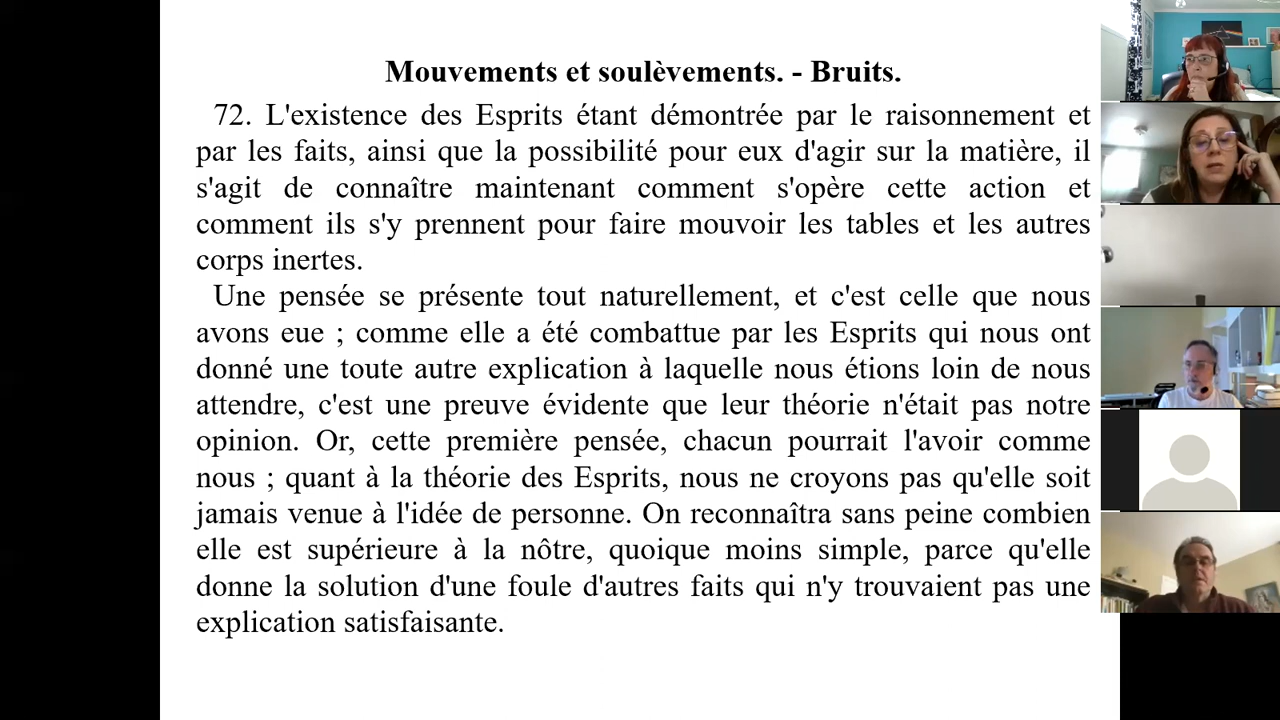 Mouvements et soulèvements. - Bruits.
72. L'existence des Esprits étant démontrée par le raisonnement et
par les faits, ainsi que la possibilité pour eux d'agir sur la matière, il
s'agit de connaître maintenant comment s'opère cette action et
comment ils s'y prennent pour faire mouvoir les tables et les autres
corps inertes.
Une pensée se présente tout naturellement, et c'est celle que nous
avons eue ; comme elle a été combattue par les Esprits qui nous ont
donné une toute autre explication à laquelle nous étions loin de nous
attendre, c'est une preuve évidente que leur théorie n'était pas notre
opinion. Or, cette première pensée, chacun pourrait l'avoir comme
nous ; quant à la théorie des Esprits, nous ne croyons pas qu'elle soit
jamais venue à l'idée de personne. On reconnaîtra sans peine combien
elle est supérieure à la nôtre, quoique moins simple, parce qu'elle
donne la solution d'une foule d'autres faits qui n'y trouvaient pas une
explication satisfaisante.